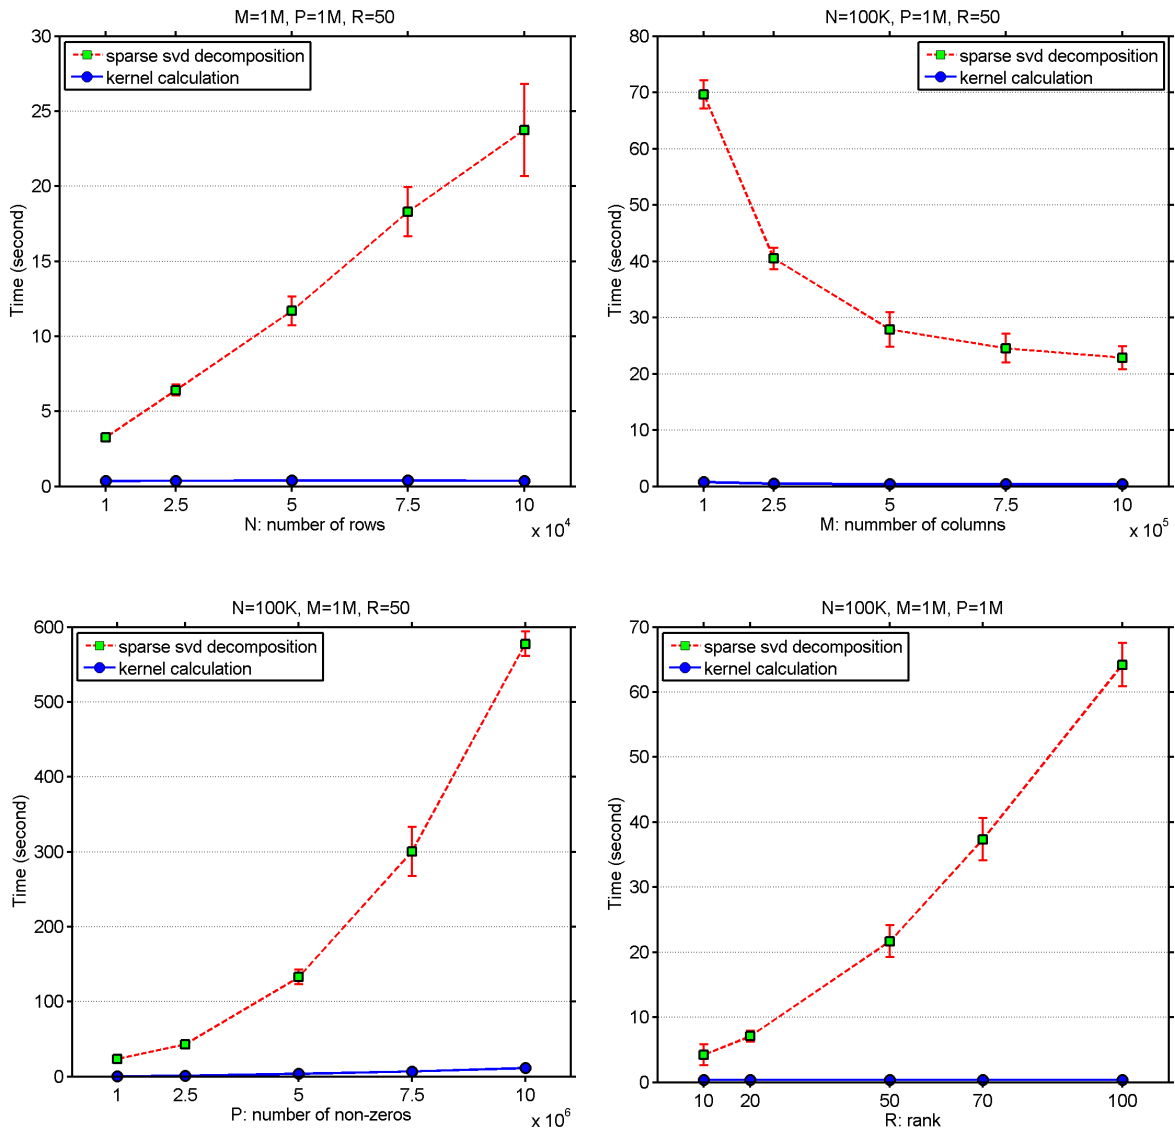 M=1M, P=1M, R=50
sparse svd decomposition
kernel calculation
Time (second)
30
25
20
15
10
5
0
1 2.5 5 7.5 10
N: number of rows
x 10^4
N=100K, P=1M, R=50
sparse svd decomposition
kernel calculation
Time (second)
80
70
60
50
40
30
20
10
0
1 2.5 5 7.5 10
M: nummber of columns
x 10^5
N=100K, M=1M, R=50
sparse svd decomposition
kernel calculation
Time (second)
600
500
400
300
200
100
0
1 2.5 5 7.5 10
P: number of non-zeros
x 10^6
N=100K, M=1M, P=1M
sparse svd decomposition
kernel calculation
Time (second)
70
60
50
40
30
20
10
0
10 20 50 70 100
R: rank